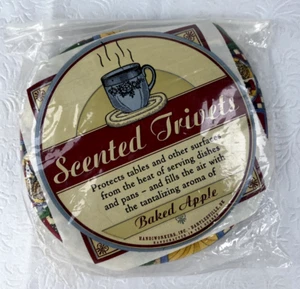 Scented Trivets
Protects tables and other surfaces
from the heat of serving dishes
and pans – and fills the air with
the tantalizing aroma of
Baked Apple